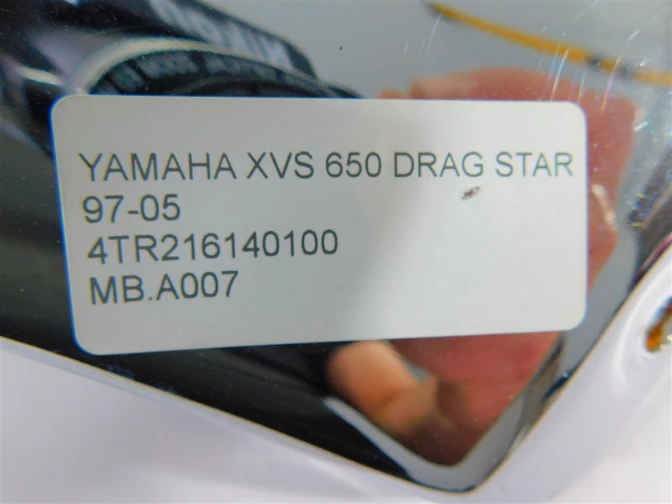 YAMAHA XVS 650 DRAG STAR
97-05
4TR216140100
MB.A007